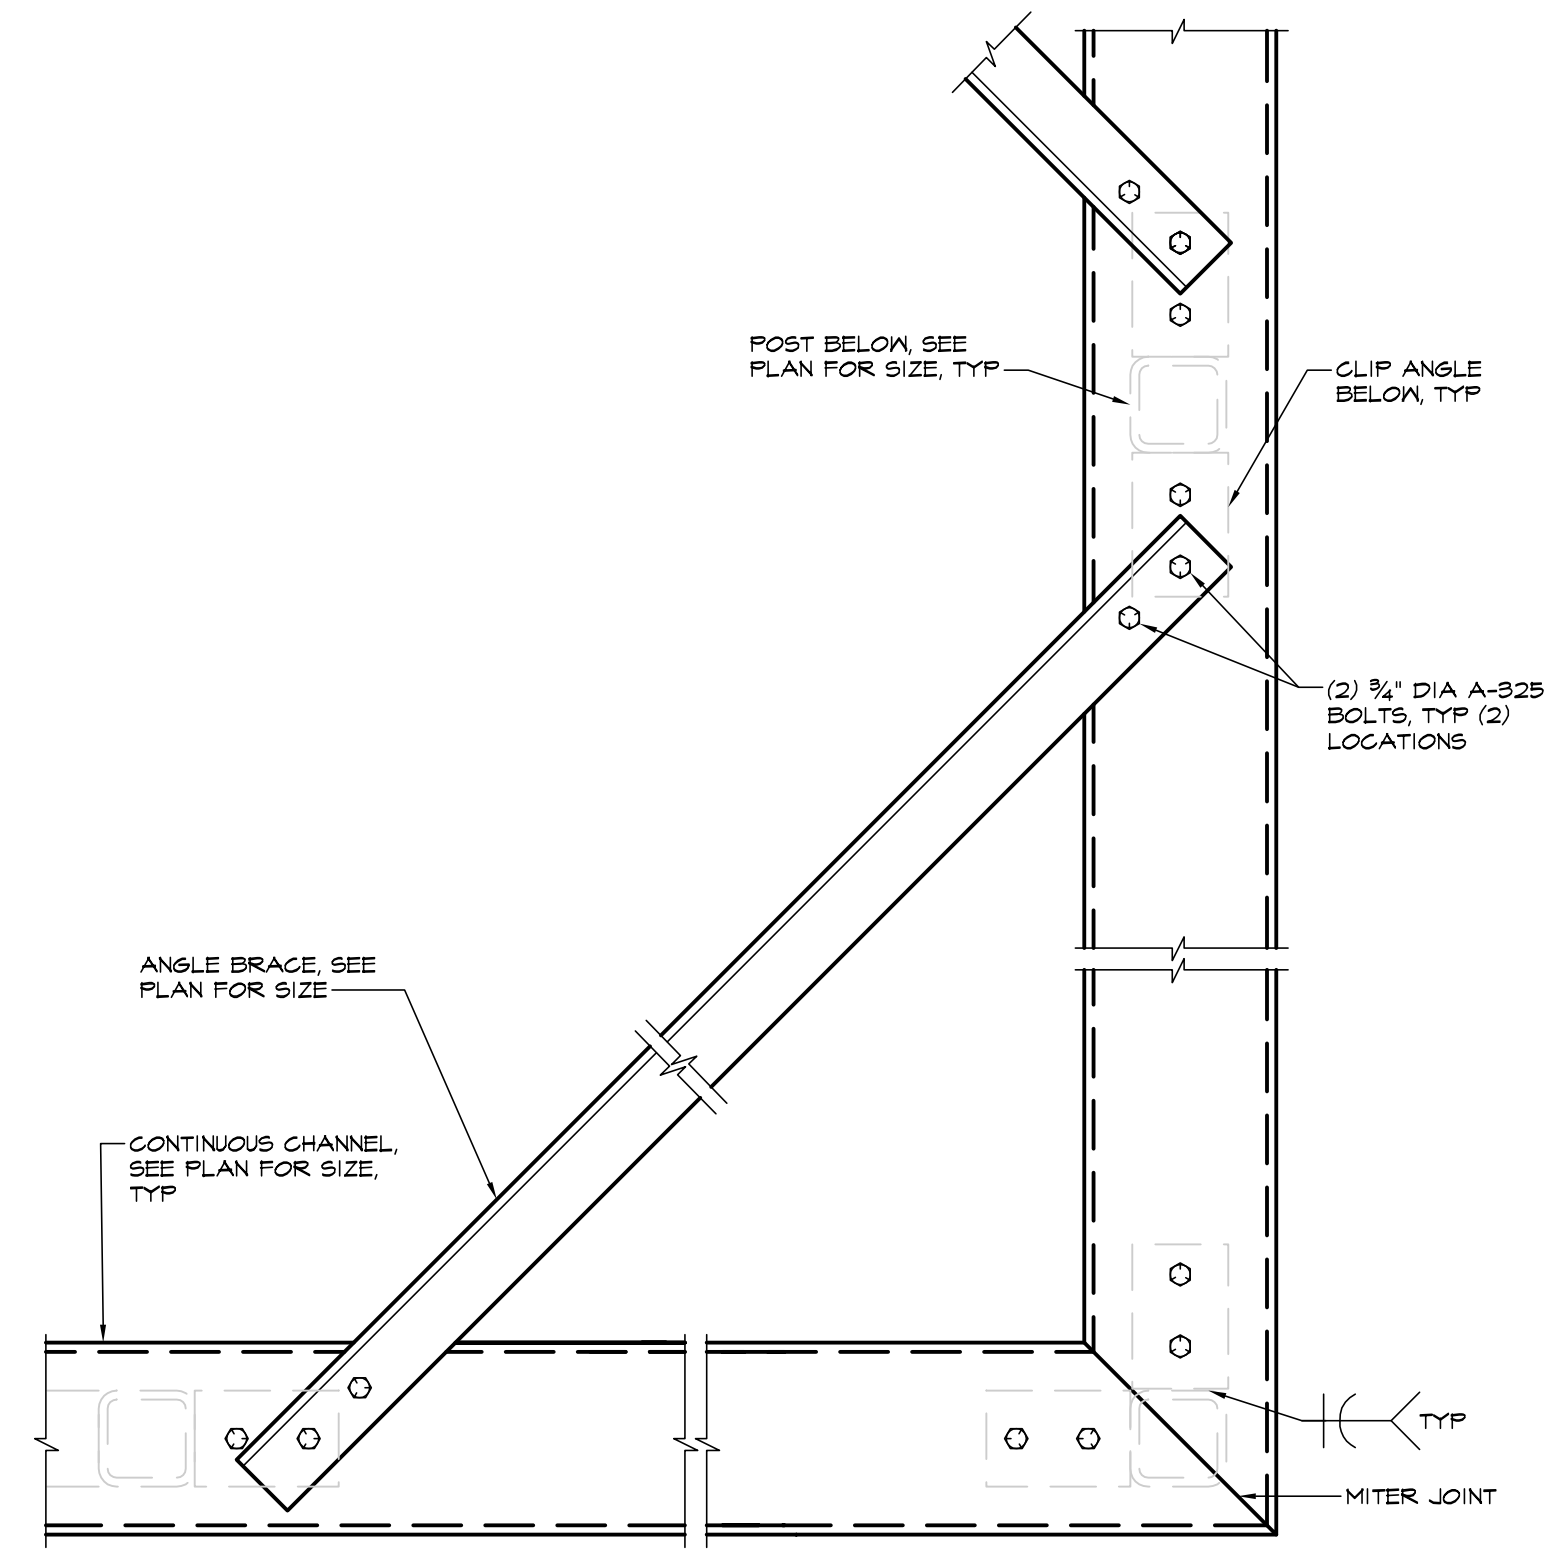 POST BELOW, SEE
PLAN FOR SIZE, TYP
CLIP ANGLE
BELOW, TYP
(2) ¾" DIA A-325
BOLTS, TYP (2)
LOCATIONS
ANGLE BRACE, SEE
PLAN FOR SIZE
CONTINUOUS CHANNEL,
SEE PLAN FOR SIZE,
TYP
TYP
MITER JOINT